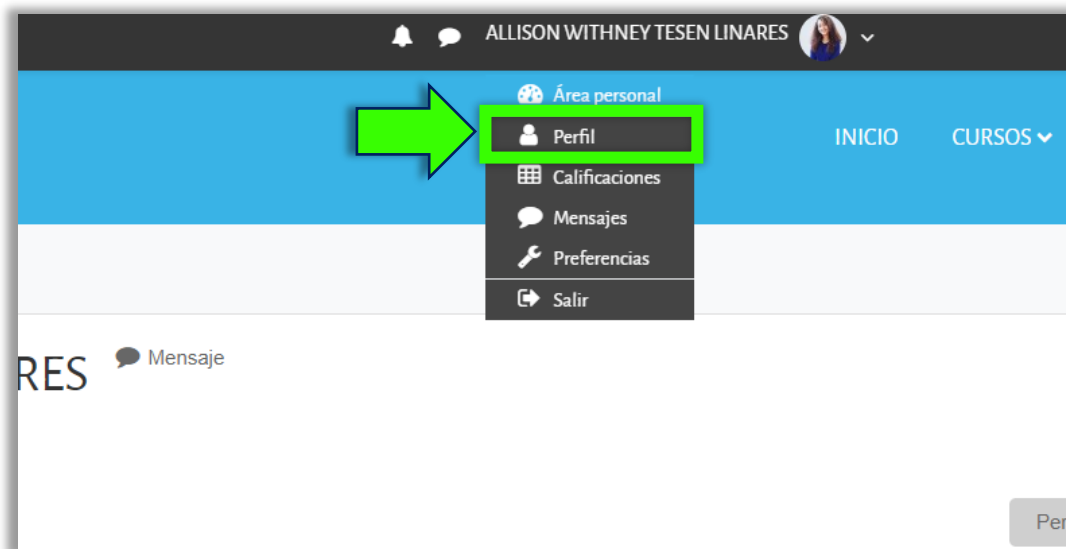 ALLISON WITHNEY TESEN LINARES
Área personal
Perfil
INICIO CURSOS
Calificaciones
Mensajes
Preferencias
Salir
RES Mensaje
Per